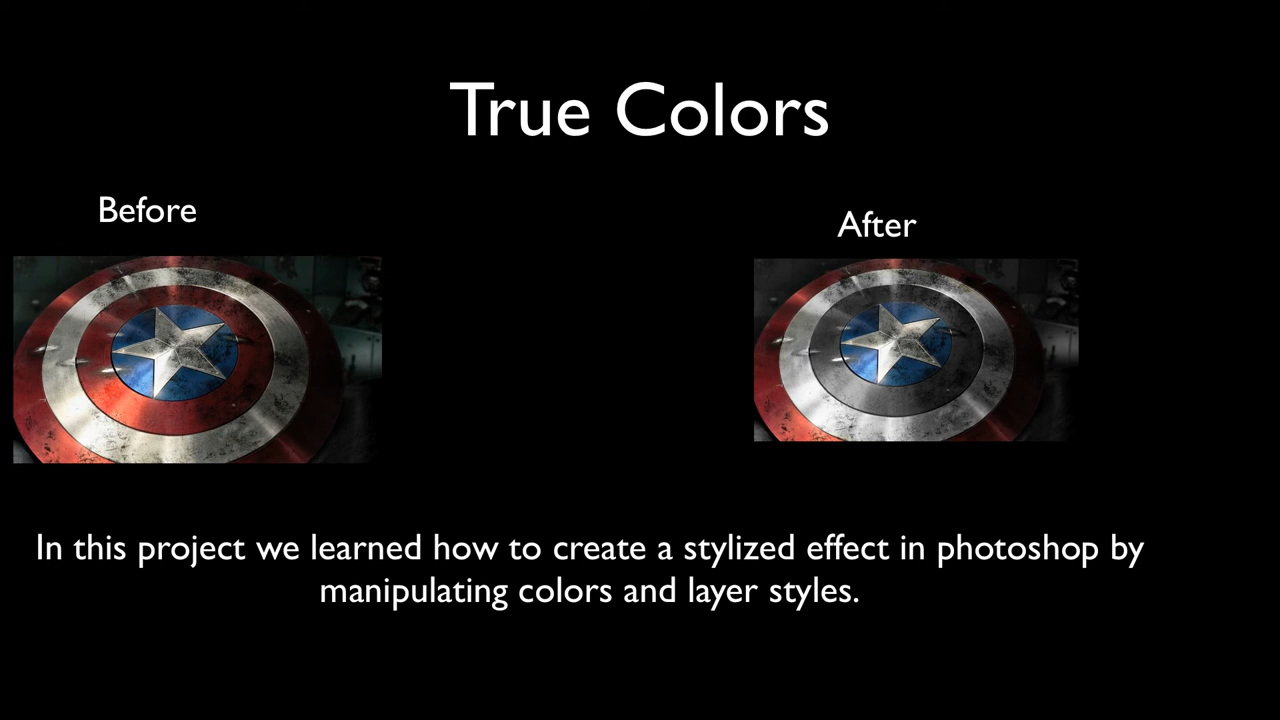 True Colors
Before
After
In this project we learned how to create a stylized effect in photoshop by
manipulating colors and layer styles.